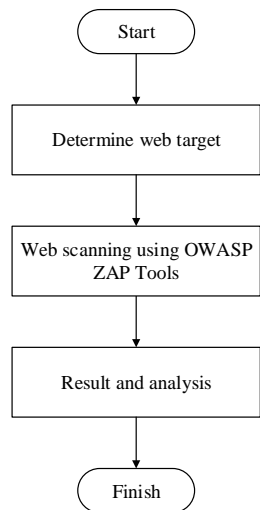 Start
Determine web target
Web scanning using OWASP
ZAP Tools
Result and analysis
Finish